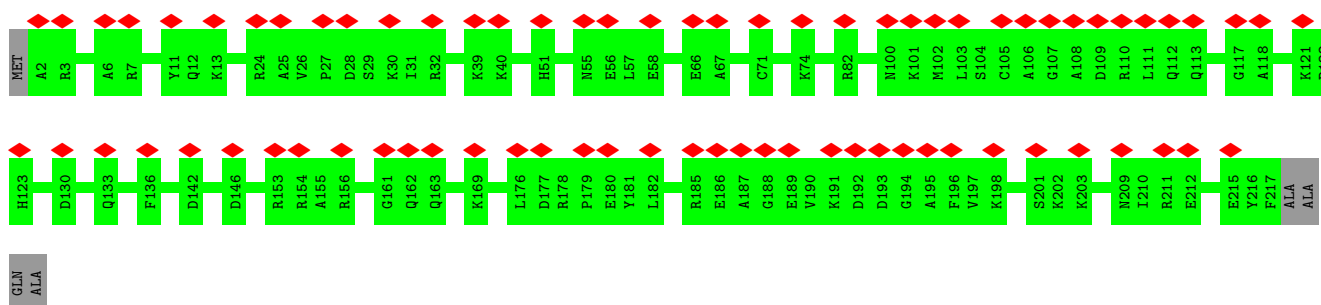 MET A2 R3 A6 R7 Y11 Q12 K13 R24 A25 V26 P27 D28 S29 K30 I31 R32 K39 K40 H51 N55 E56 L57 E58 E66 A67 C71 K74 R82 N100 K101 M102 L103 S104 C105 A106 G107 A108 D109 R110 L111 Q112 Q113 G117 A118 K121
H123 D130 Q133 F136 D142 D146 R153 R154 A155 R156 G161 Q162 Q163 K169 L176 D177 R178 P179 E180 Y181 L182 R185 E186 A187 G188 E189 V190 K191 D192 D193 G194 A195 F196 V197 K198 S201 K202 K203 N209 I210 R211 E212 E215 Y216 F217 ALA ALA
GLN ALA